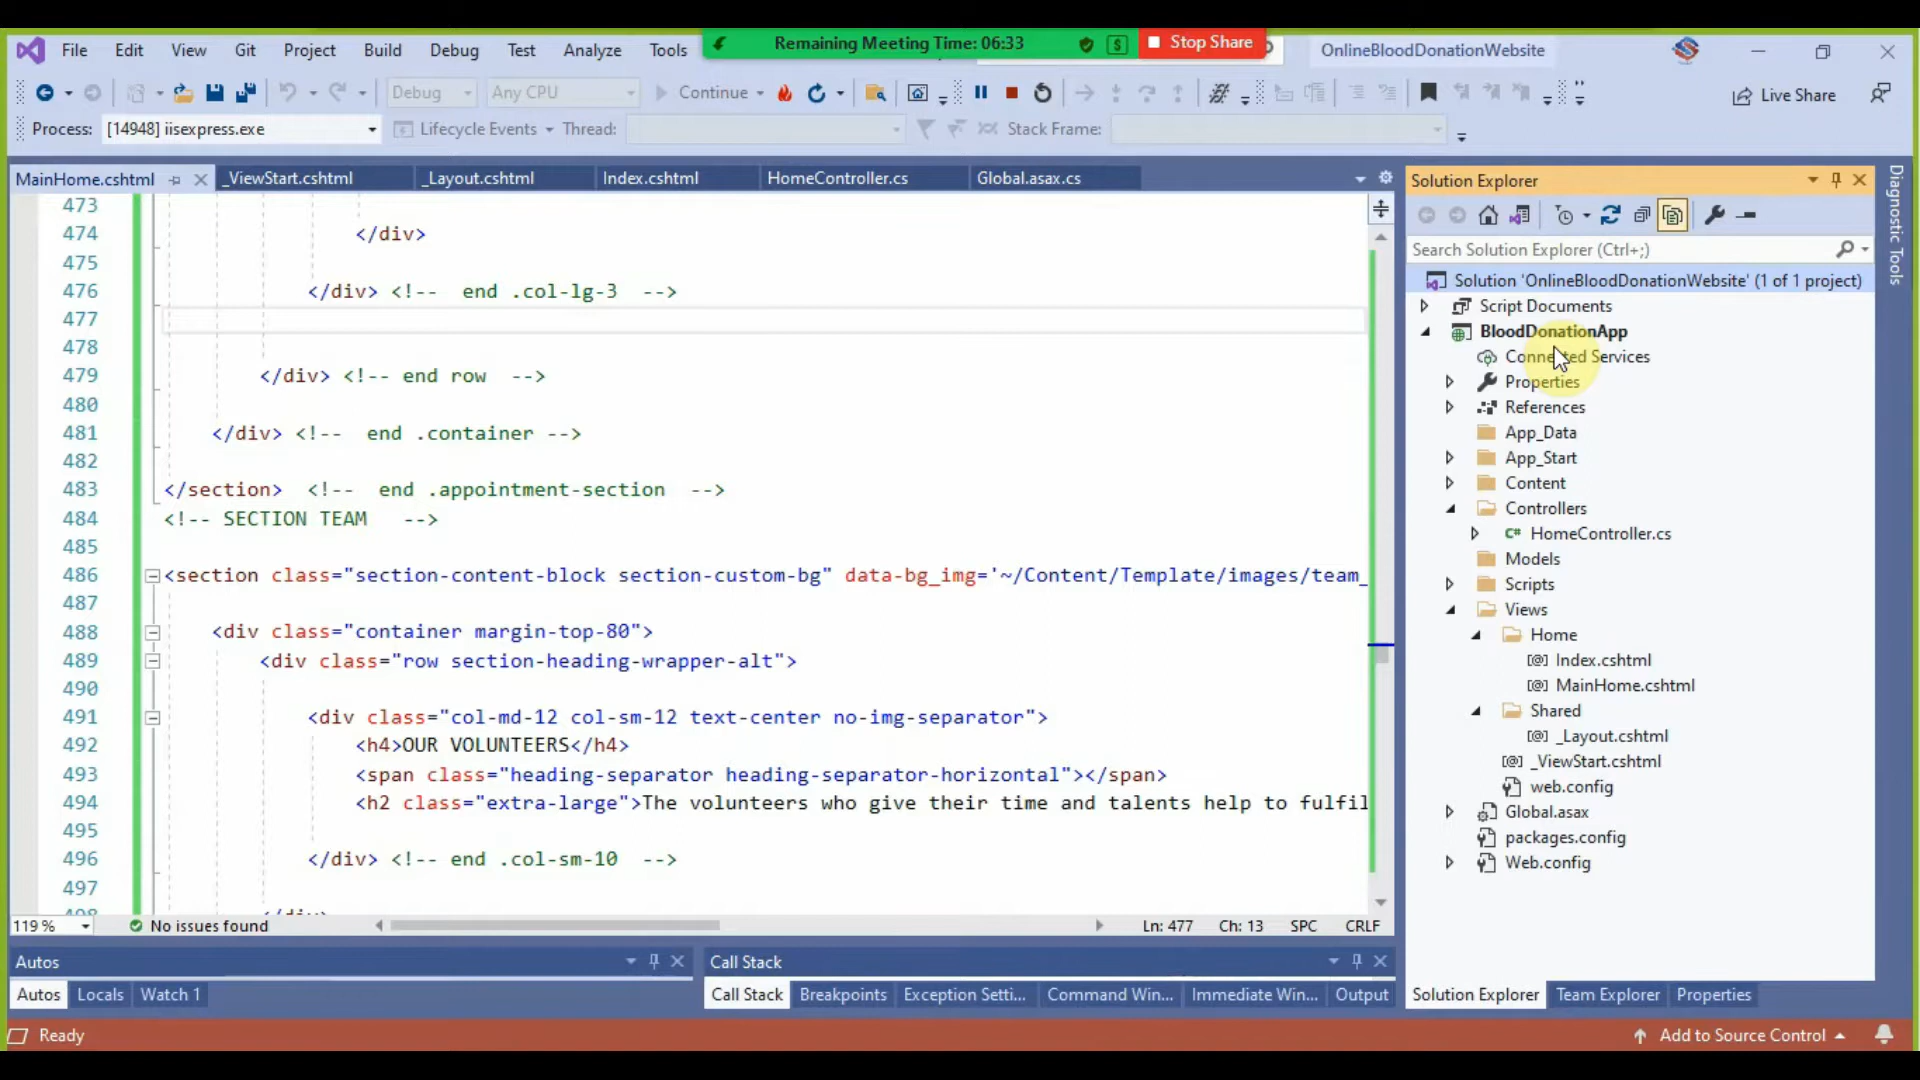 File Edit View Git Project Build Debug Test Analyze Tools Remaining Meeting Time: 06:33 $ Stop Share OnlineBloodDonationWebsite
Debug Any CPU Continue Live Share
Process: [14948] iisexpress.exe Lifecycle Events Thread: Stack Frame:
MainHome.cshtml _ViewStart.cshtml _Layout.cshtml Index.cshtml HomeController.cs Global.asax.cs
473
474 </div>
475
476 </div> <!-- end .col-lg-3 -->
477
478
479 </div> <!-- end row -->
480
481 </div> <!-- end .container -->
482
483 </section> <!-- end .appointment-section -->
484 <!-- SECTION TEAM -->
485
486 <section class="section-content-block section-custom-bg" data-bg_img='~/Content/Template/images/team_
487
488 <div class="container margin-top-80">
489 <div class="row section-heading-wrapper-alt">
490
491 <div class="col-md-12 col-sm-12 text-center no-img-separator">
492 <h4>OUR VOLUNTEERS</h4>
493 <span class="heading-separator heading-separator-horizontal"></span>
494 <h2 class="extra-large">The volunteers who give their time and talents help to fulfil
495
496 </div> <!-- end .col-sm-10 -->
497
119 % No issues found Ln: 477 Ch: 13 SPC CRLF
Autos
Autos Locals Watch 1
Call Stack
Call Stack Breakpoints Exception Setti... Command Win... Immediate Win... Output
Solution Explorer
Search Solution Explorer (Ctrl+;)
Solution 'OnlineBloodDonationWebsite' (1 of 1 project)
Script Documents
BloodDonationApp
Connected Services
Properties
References
App_Data
App_Start
Content
Controllers
C# HomeController.cs
Models
Scripts
Views
Home
[@] Index.cshtml
[@] MainHome.cshtml
Shared
[@] _Layout.cshtml
[@] _ViewStart.cshtml
web.config
Global.asax
packages.config
Web.config
Solution Explorer Team Explorer Properties
Diagnostic Tools
Ready Add to Source Control